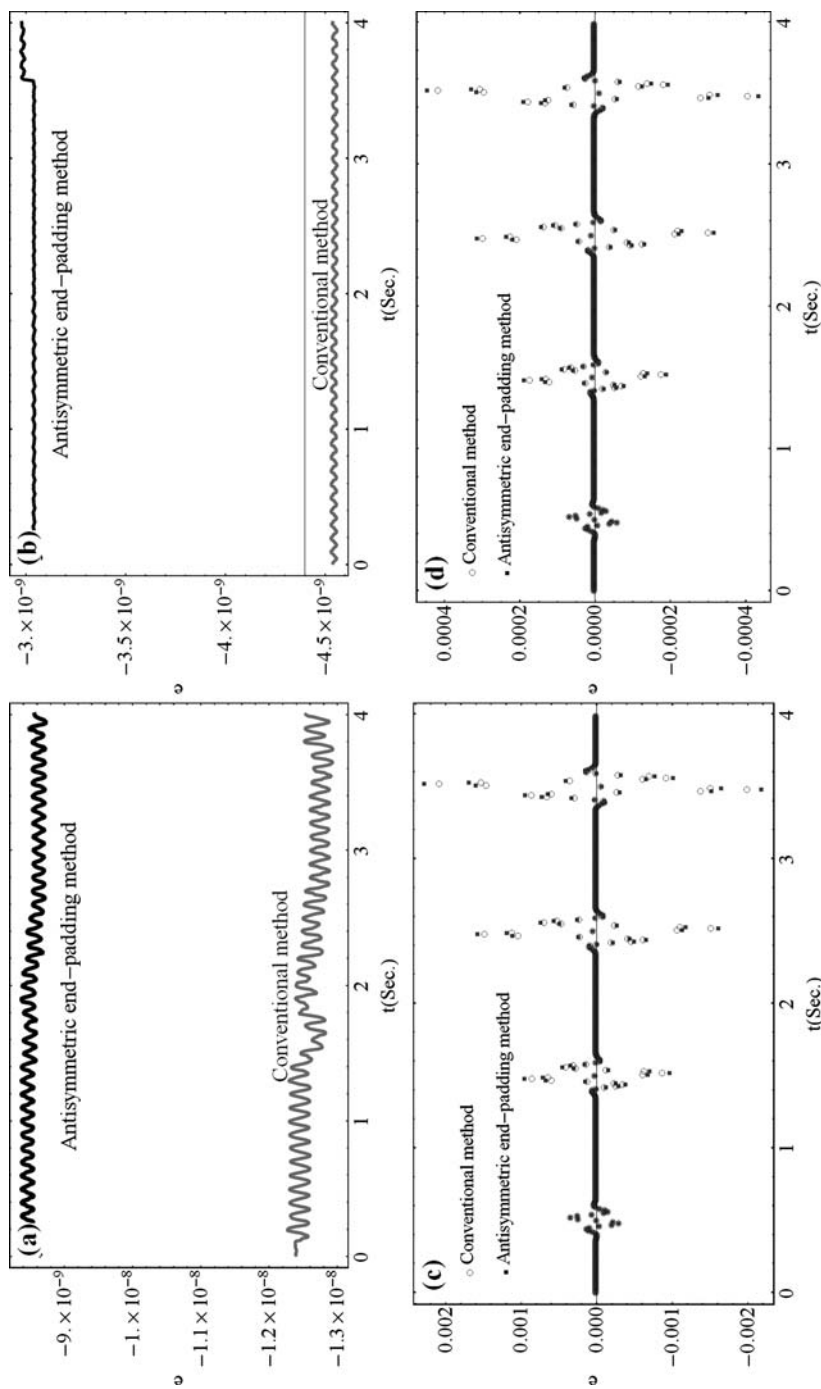 (a)
Antisymmetric end−padding method
Conventional method
e
−9.×10−9
−1.×10−8
−1.1×10−8
−1.2×10−8
−1.3×10−8
0 1 2 3 4
t(Sec.)
(b)
Antisymmetric end−padding method
Conventional method
e
−3.×10−9
−3.5×10−9
−4.×10−9
−4.5×10−9
0 1 2 3 4
t(Sec.)
(c)
Conventional method
Antisymmetric end−padding method
e
0.002
0.001
0.000
−0.001
−0.002
0 1 2 3 4
t(Sec.)
(d)
Conventional method
Antisymmetric end−padding method
e
0.0004
0.0002
0.0000
−0.0002
−0.0004
0 1 2 3 4
t(Sec.)